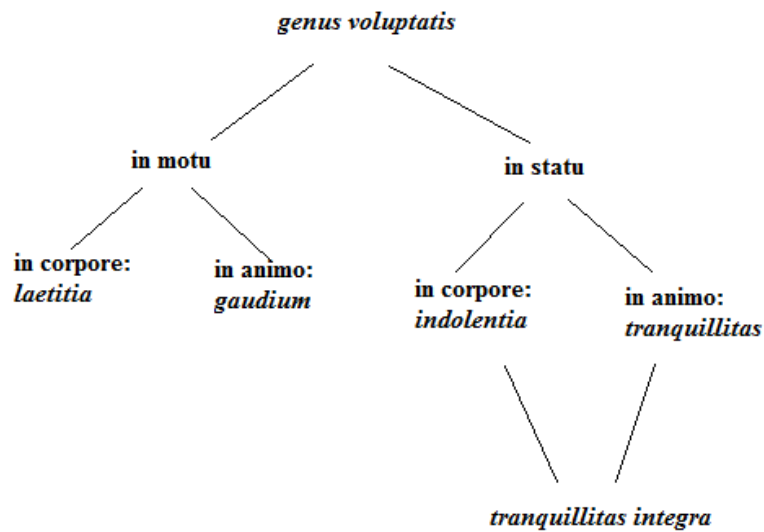 genus voluptatis
in motu
in statu
in corpore:
laetitia
in animo:
gaudium
in corpore:
indolentia
in animo:
tranquillitas
tranquillitas integra